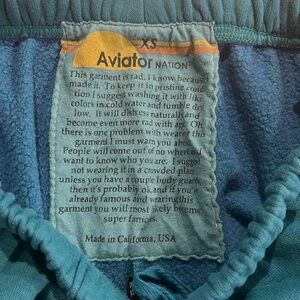 XS
Aviator NATION
This garment is rad, I know because I
made it. To keep it in pristine condi
tion I suggest washing it with like
colors in cold water and tumble dry
low. It will distress naturally and
become even more rad with age. Oh
there is one problem with wearing this
garment I must warn you about
People will come out of no where and
want to know who you are. I suggest
not wearing it in a crowded place
unless you have a couple body guards
then it's probably ok and if you're
already famous and wearing this
garment you will most likely become
super famous.
Made in California, USA